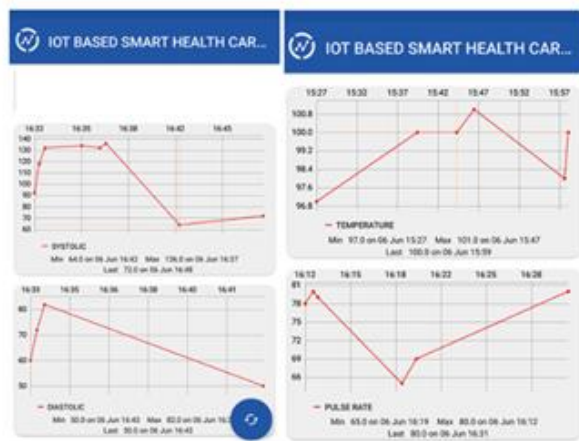 IOT BASED SMART HEALTH CAR...
16:33 16:35 16:38 16:42 16:45
140
130
120
110
100
90
80
70
60
SYSTOLIC
Min 64.0 on 06 Jun 16:43 Max 136.0 on 06 Jun 16:37
Last 72.0 on 06 Jun 16:48
16:33 16:35 16:36 16:38 16:40 16:41
80
70
60
50
DIASTOLIC
Min 50.0 on 06 Jun 16:43 Max 82.0 on 06 Jun
Last 50.0 on 06 Jun 16:43
IOT BASED SMART HEALTH CAR...
15:27 15:32 15:37 15:42 15:47 15:52 15:57
100.8
100.0
99.2
98.4
97.6
96.8
TEMPERATURE
Min 97.0 on 06 Jun 15:27 Max 101.0 on 06 Jun 15:47
Last 100.0 on 06 Jun 15:59
16:12 16:15 16:18 16:21 16:25 16:28
81
78
75
72
69
66
PULSE RATE
Min 65.0 on 06 Jun 16:19 Max 80.0 on 06 Jun 16:12
Last 80.0 on 06 Jun 16:31